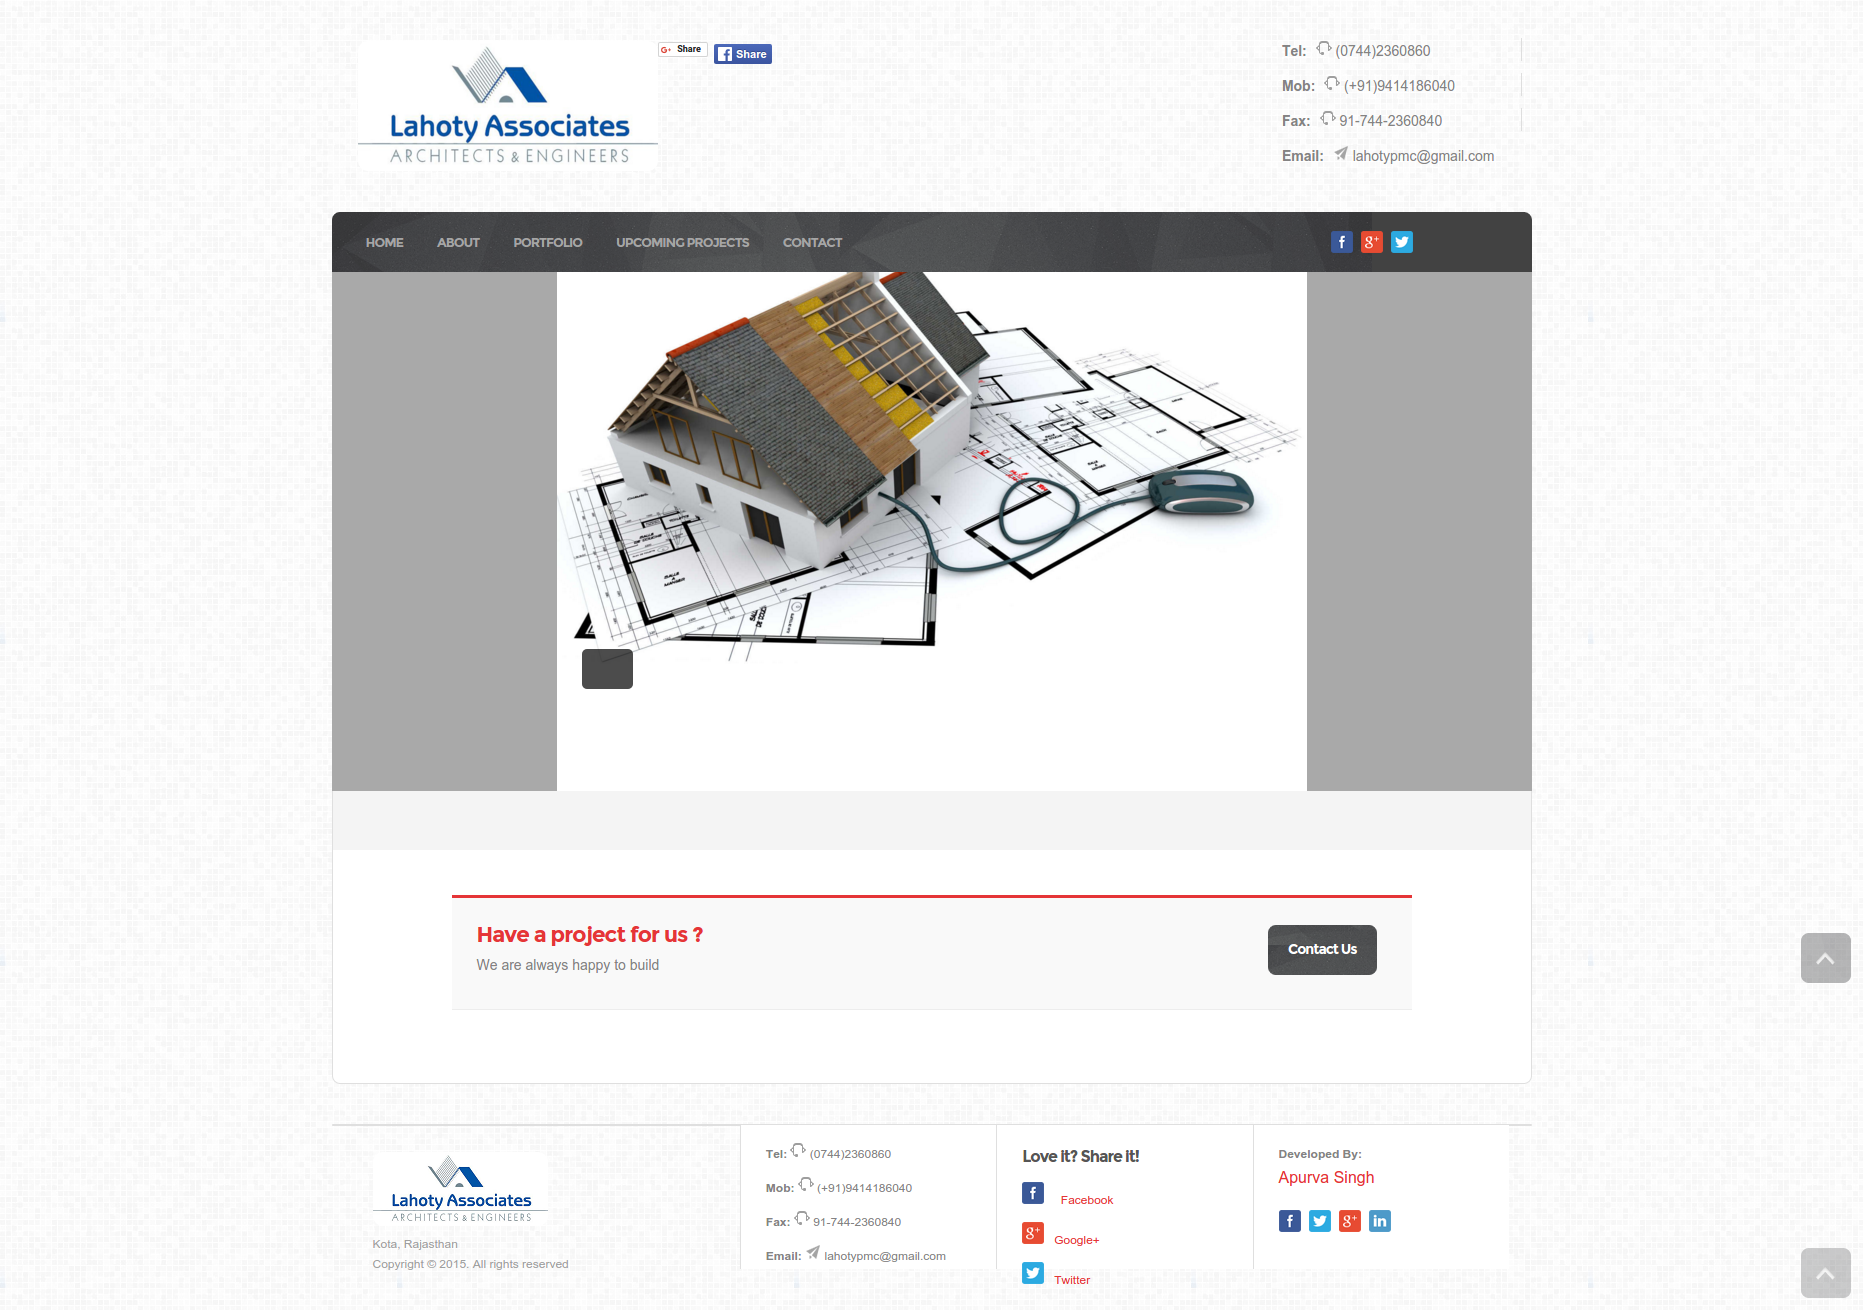 Lahoty Associates
ARCHITECTS & ENGINEERS
G+ Share
Share
Tel: (0744)2360860
Mob: (+91)9414186040
Fax: 91-744-2360840
Email: lahotypmc@gmail.com
HOME ABOUT PORTFOLIO UPCOMING PROJECTS CONTACT
Have a project for us ?
We are always happy to build
Contact Us
Lahoty Associates
ARCHITECTS & ENGINEERS
Kota, Rajasthan
Copyright © 2015. All rights reserved
Tel: (0744)2360860
Mob: (+91)9414186040
Fax: 91-744-2360840
Email: lahotypmc@gmail.com
Love it? Share It!
Facebook
Google+
Twitter
Developed By:
Apurva Singh